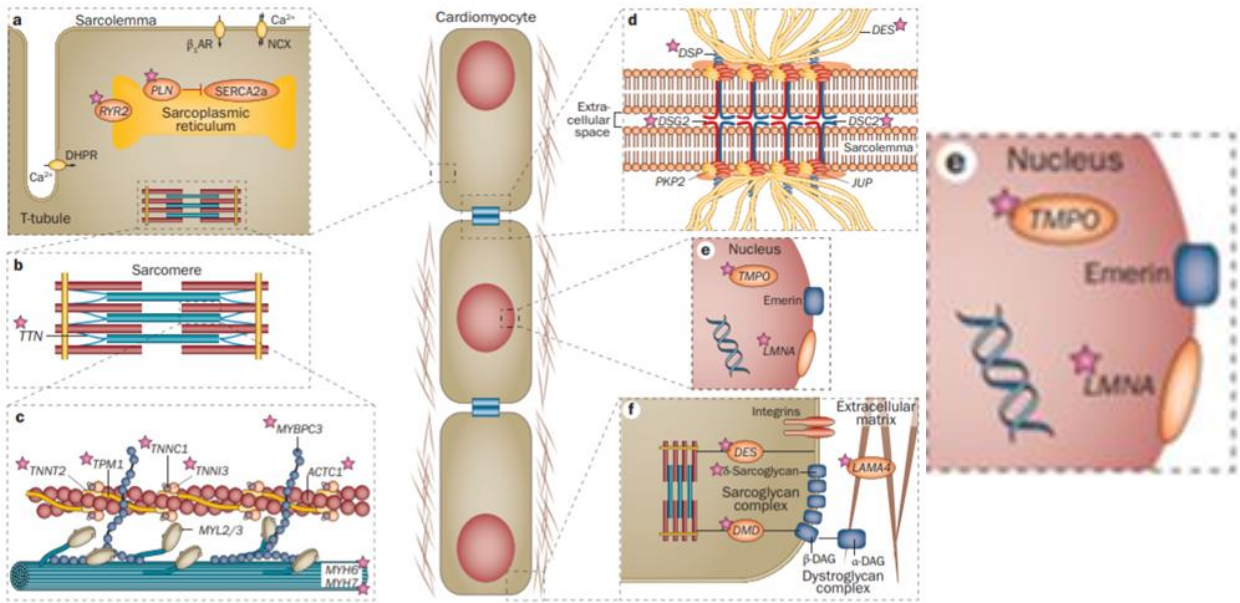 a
Sarcolemma
Ca²⁺
β₁AR
NCX
PLN
SERCA2a
RYR2
Sarcoplasmic
reticulum
DHPR
Ca²⁺
T-tubule
b
Sarcomere
TTN
c
MYBPC3
TNNC1
TNNT2
TPM1
TNNI3
ACTC1
MYL2/3
MYH6
MYH7
Cardiomyocyte
d
DES
DSP
Extra-
cellular
space
DSG2
DSC2
Sarcolemma
PKP2
JUP
e
Nucleus
TMPO
Emerin
LMNA
f
Integrins
Extracellular
matrix
DES
δ-Sarcoglycan
LAMA4
Sarcoglycan
complex
DMD
β-DAG
α-DAG
Dystroglycan
complex
e
Nucleus
TMPO
Emerin
LMNA